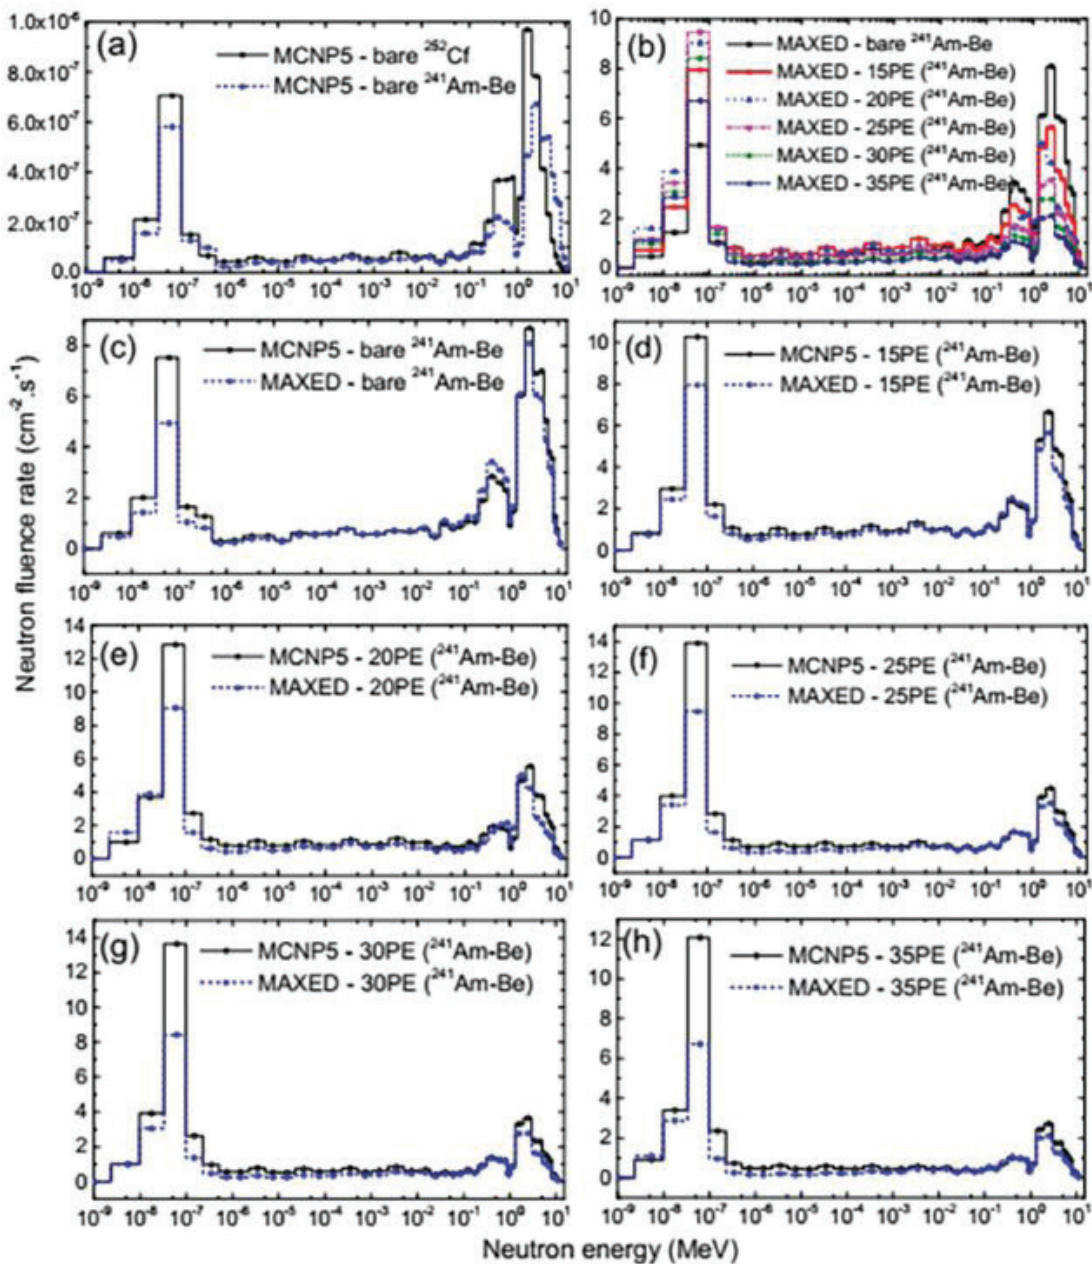 (a)
MCNP5 - bare ²⁵²Cf
MCNP5 - bare ²⁴¹Am-Be
1.0x10⁻⁶
8.0x10⁻⁷
6.0x10⁻⁷
4.0x10⁻⁷
2.0x10⁻⁷
0.0
10⁻⁹ 10⁻⁸ 10⁻⁷ 10⁻⁶ 10⁻⁵ 10⁻⁴ 10⁻³ 10⁻² 10⁻¹ 10⁰ 10¹
(b)
MAXED - bare ²⁴¹Am-Be
MAXED - 15PE (²⁴¹Am-Be)
MAXED - 20PE (²⁴¹Am-Be)
MAXED - 25PE (²⁴¹Am-Be)
MAXED - 30PE (²⁴¹Am-Be)
MAXED - 35PE (²⁴¹Am-Be)
10
8
6
4
2
0
10⁻⁹ 10⁻⁸ 10⁻⁷ 10⁻⁶ 10⁻⁵ 10⁻⁴ 10⁻³ 10⁻² 10⁻¹ 10⁰ 10¹
(c)
MCNP5 - bare ²⁴¹Am-Be
MAXED - bare ²⁴¹Am-Be
8
6
4
2
0
10⁻⁹ 10⁻⁸ 10⁻⁷ 10⁻⁶ 10⁻⁵ 10⁻⁴ 10⁻³ 10⁻² 10⁻¹ 10⁰ 10¹
(d)
MCNP5 - 15PE (²⁴¹Am-Be)
MAXED - 15PE (²⁴¹Am-Be)
10
8
6
4
2
0
10⁻⁹ 10⁻⁸ 10⁻⁷ 10⁻⁶ 10⁻⁵ 10⁻⁴ 10⁻³ 10⁻² 10⁻¹ 10⁰ 10¹
(e)
MCNP5 - 20PE (²⁴¹Am-Be)
MAXED - 20PE (²⁴¹Am-Be)
14
12
10
8
6
4
2
0
10⁻⁹ 10⁻⁸ 10⁻⁷ 10⁻⁶ 10⁻⁵ 10⁻⁴ 10⁻³ 10⁻² 10⁻¹ 10⁰ 10¹
(f)
MCNP5 - 25PE (²⁴¹Am-Be)
MAXED - 25PE (²⁴¹Am-Be)
14
12
10
8
6
4
2
0
10⁻⁹ 10⁻⁸ 10⁻⁷ 10⁻⁶ 10⁻⁵ 10⁻⁴ 10⁻³ 10⁻² 10⁻¹ 10⁰ 10¹
(g)
MCNP5 - 30PE (²⁴¹Am-Be)
MAXED - 30PE (²⁴¹Am-Be)
14
12
10
8
6
4
2
0
10⁻⁹ 10⁻⁸ 10⁻⁷ 10⁻⁶ 10⁻⁵ 10⁻⁴ 10⁻³ 10⁻² 10⁻¹ 10⁰ 10¹
(h)
MCNP5 - 35PE (²⁴¹Am-Be)
MAXED - 35PE (²⁴¹Am-Be)
12
10
8
6
4
2
0
10⁻⁹ 10⁻⁸ 10⁻⁷ 10⁻⁶ 10⁻⁵ 10⁻⁴ 10⁻³ 10⁻² 10⁻¹ 10⁰ 10¹
Neutron fluence rate (cm⁻².s⁻¹)
Neutron energy (MeV)